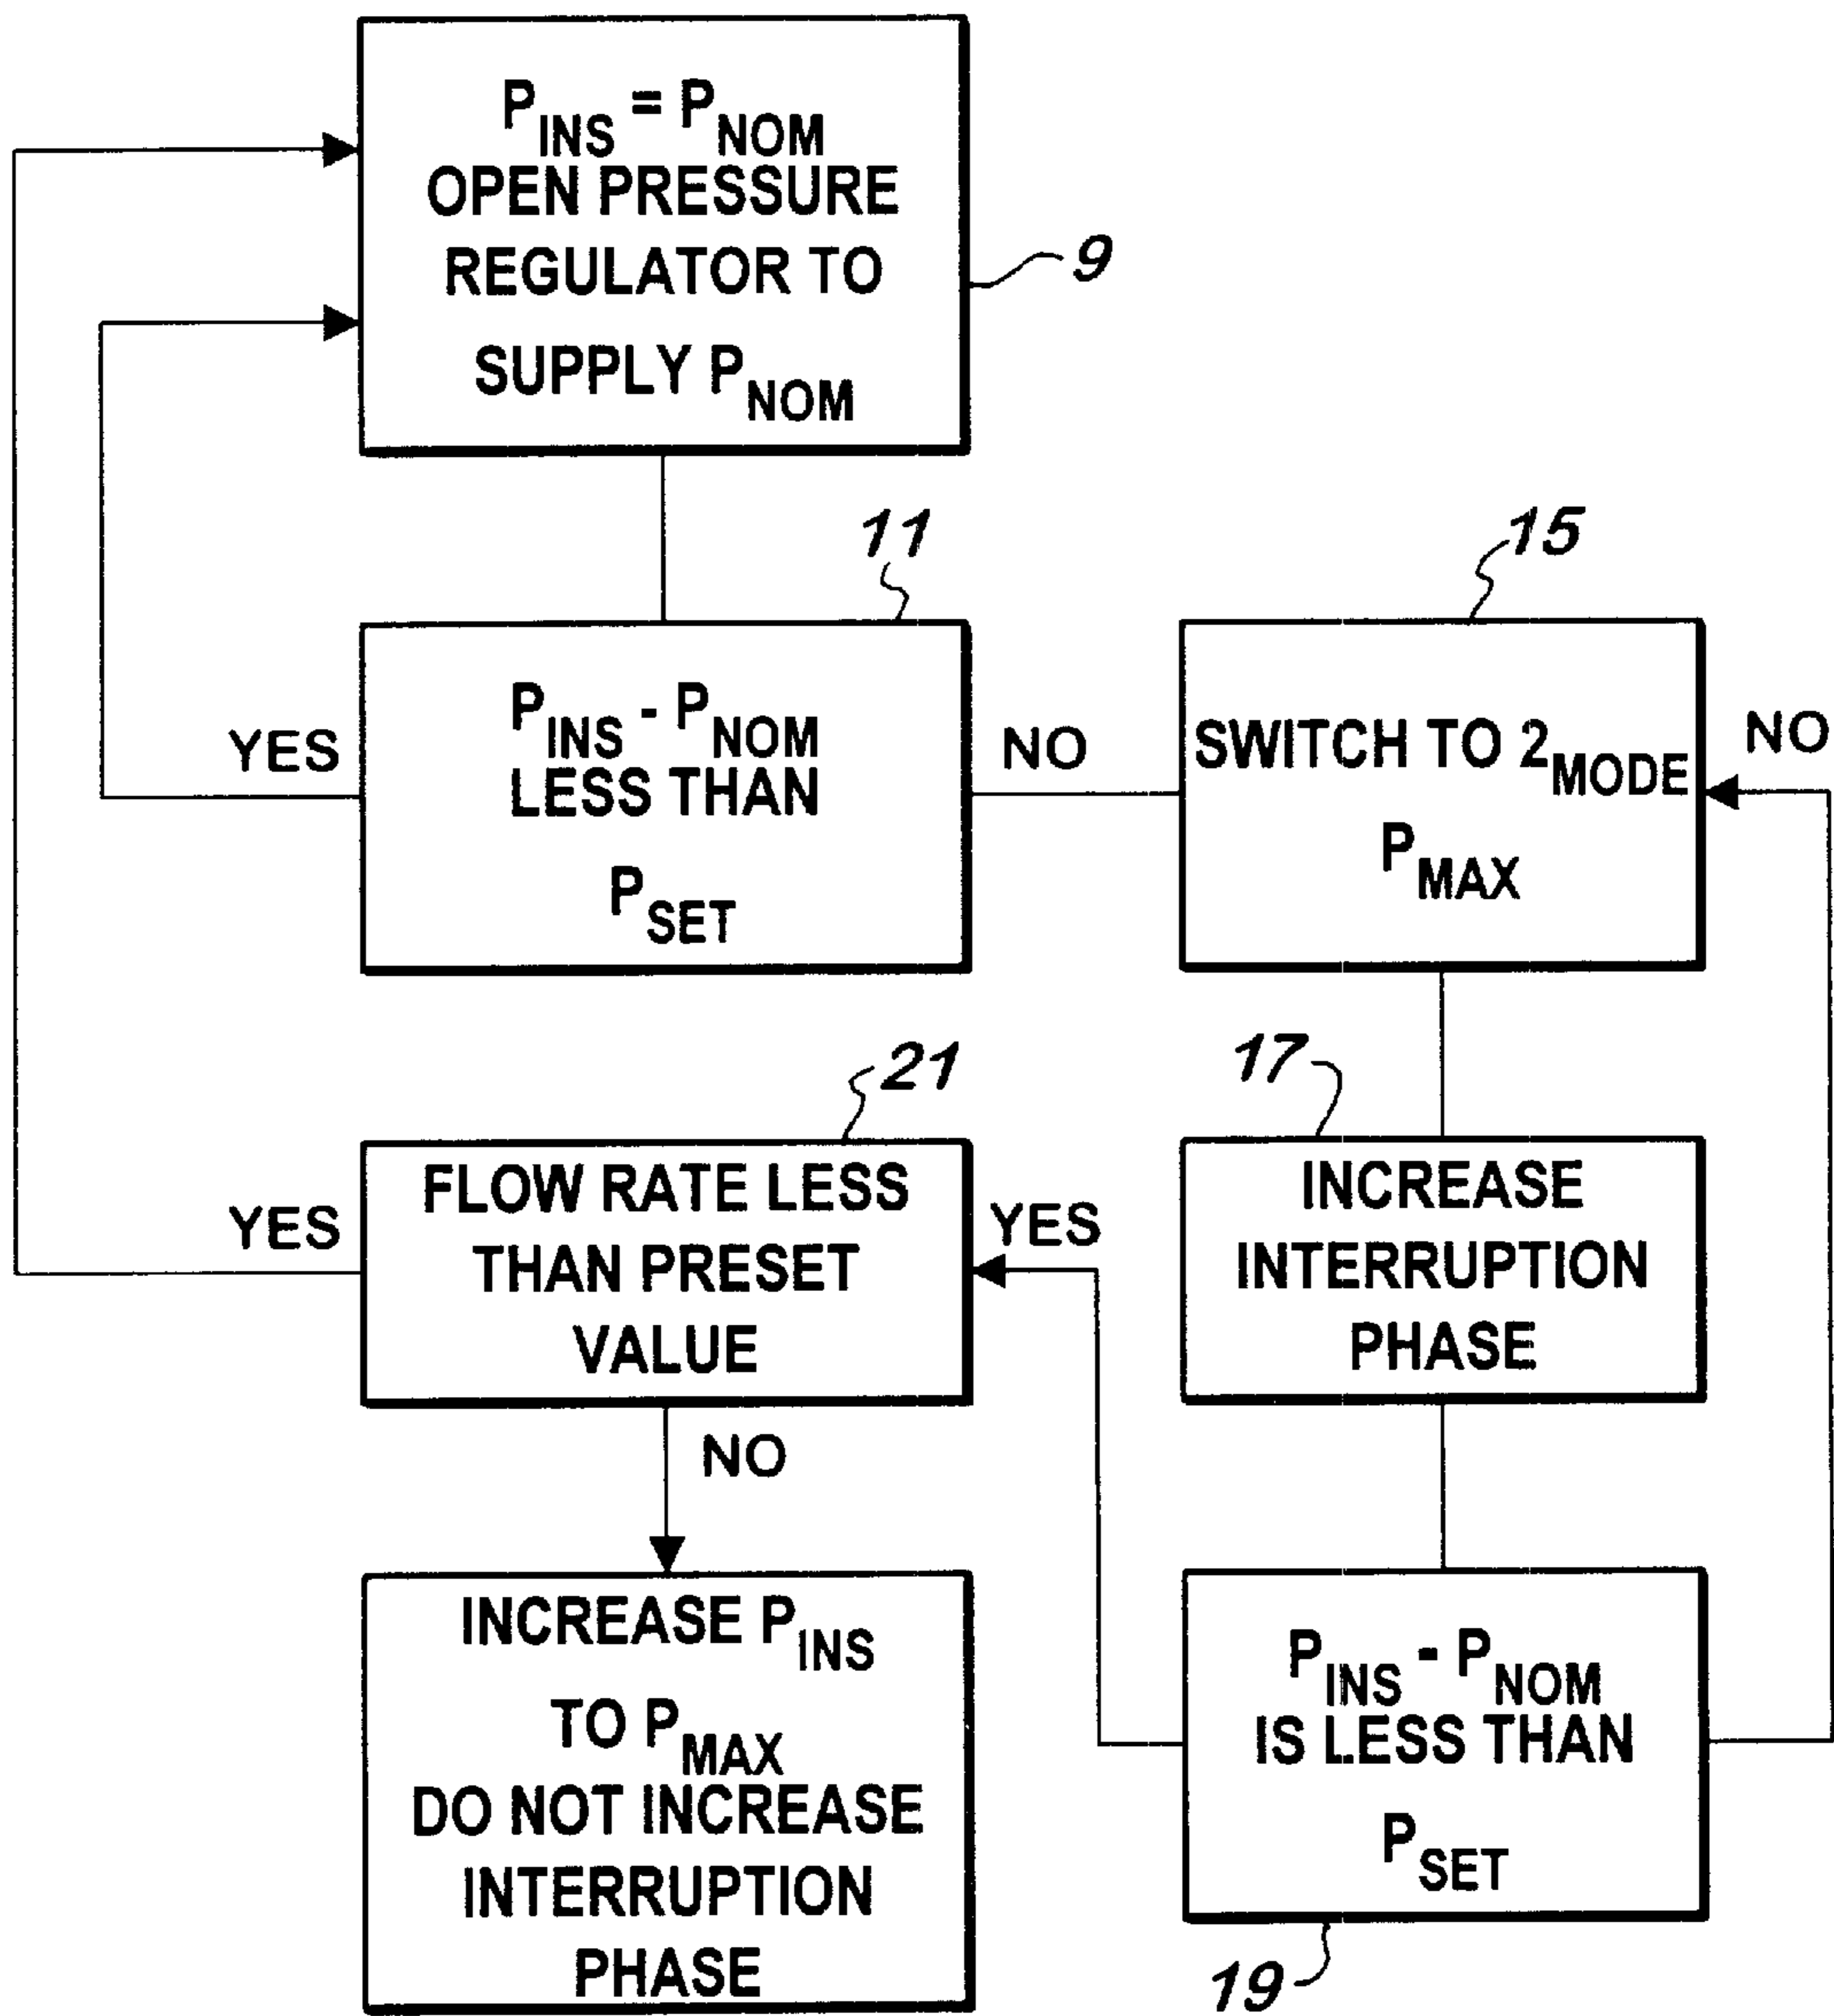 P_INS = P_NOM
OPEN PRESSURE
REGULATOR TO
SUPPLY P_NOM
9
11
P_INS - P_NOM
LESS THAN
P_SET
YES
NO
15
SWITCH TO 2_MODE
P_MAX
NO
17
INCREASE
INTERRUPTION
PHASE
21
FLOW RATE LESS
THAN PRESET
VALUE
YES
YES
NO
INCREASE P_INS
TO P_MAX
DO NOT INCREASE
INTERRUPTION
PHASE
P_INS - P_NOM
IS LESS THAN
P_SET
19